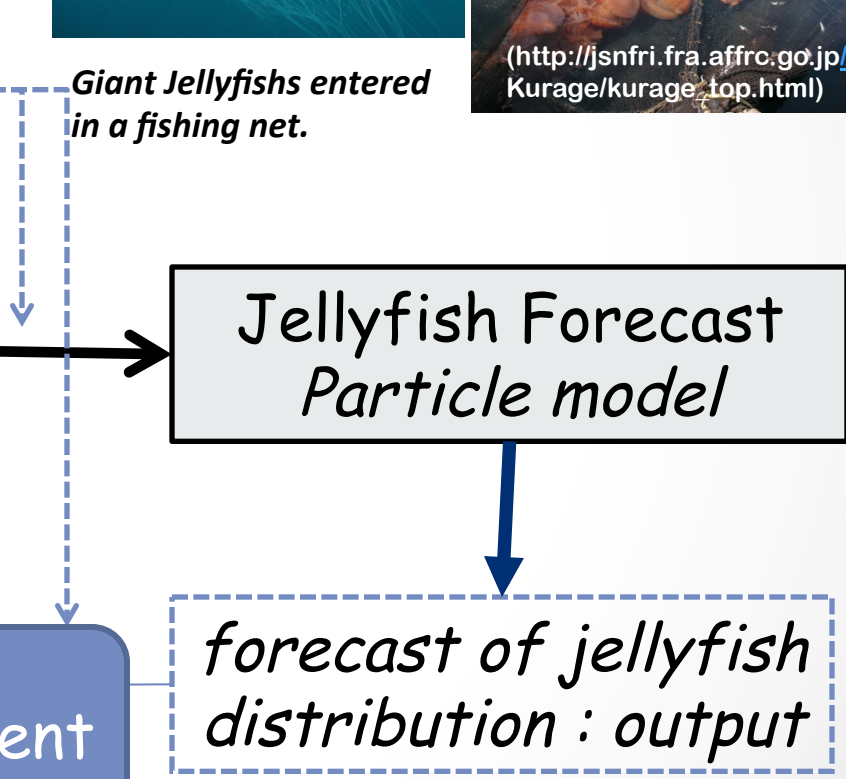 (http://jsnfri.fra.affrc.go.jp/
Kurage/kurage_top.html)
Giant Jellyfishs entered
in a fishing net.
Jellyfish Forecast
Particle model
forecast of jellyfish
distribution : output
ent